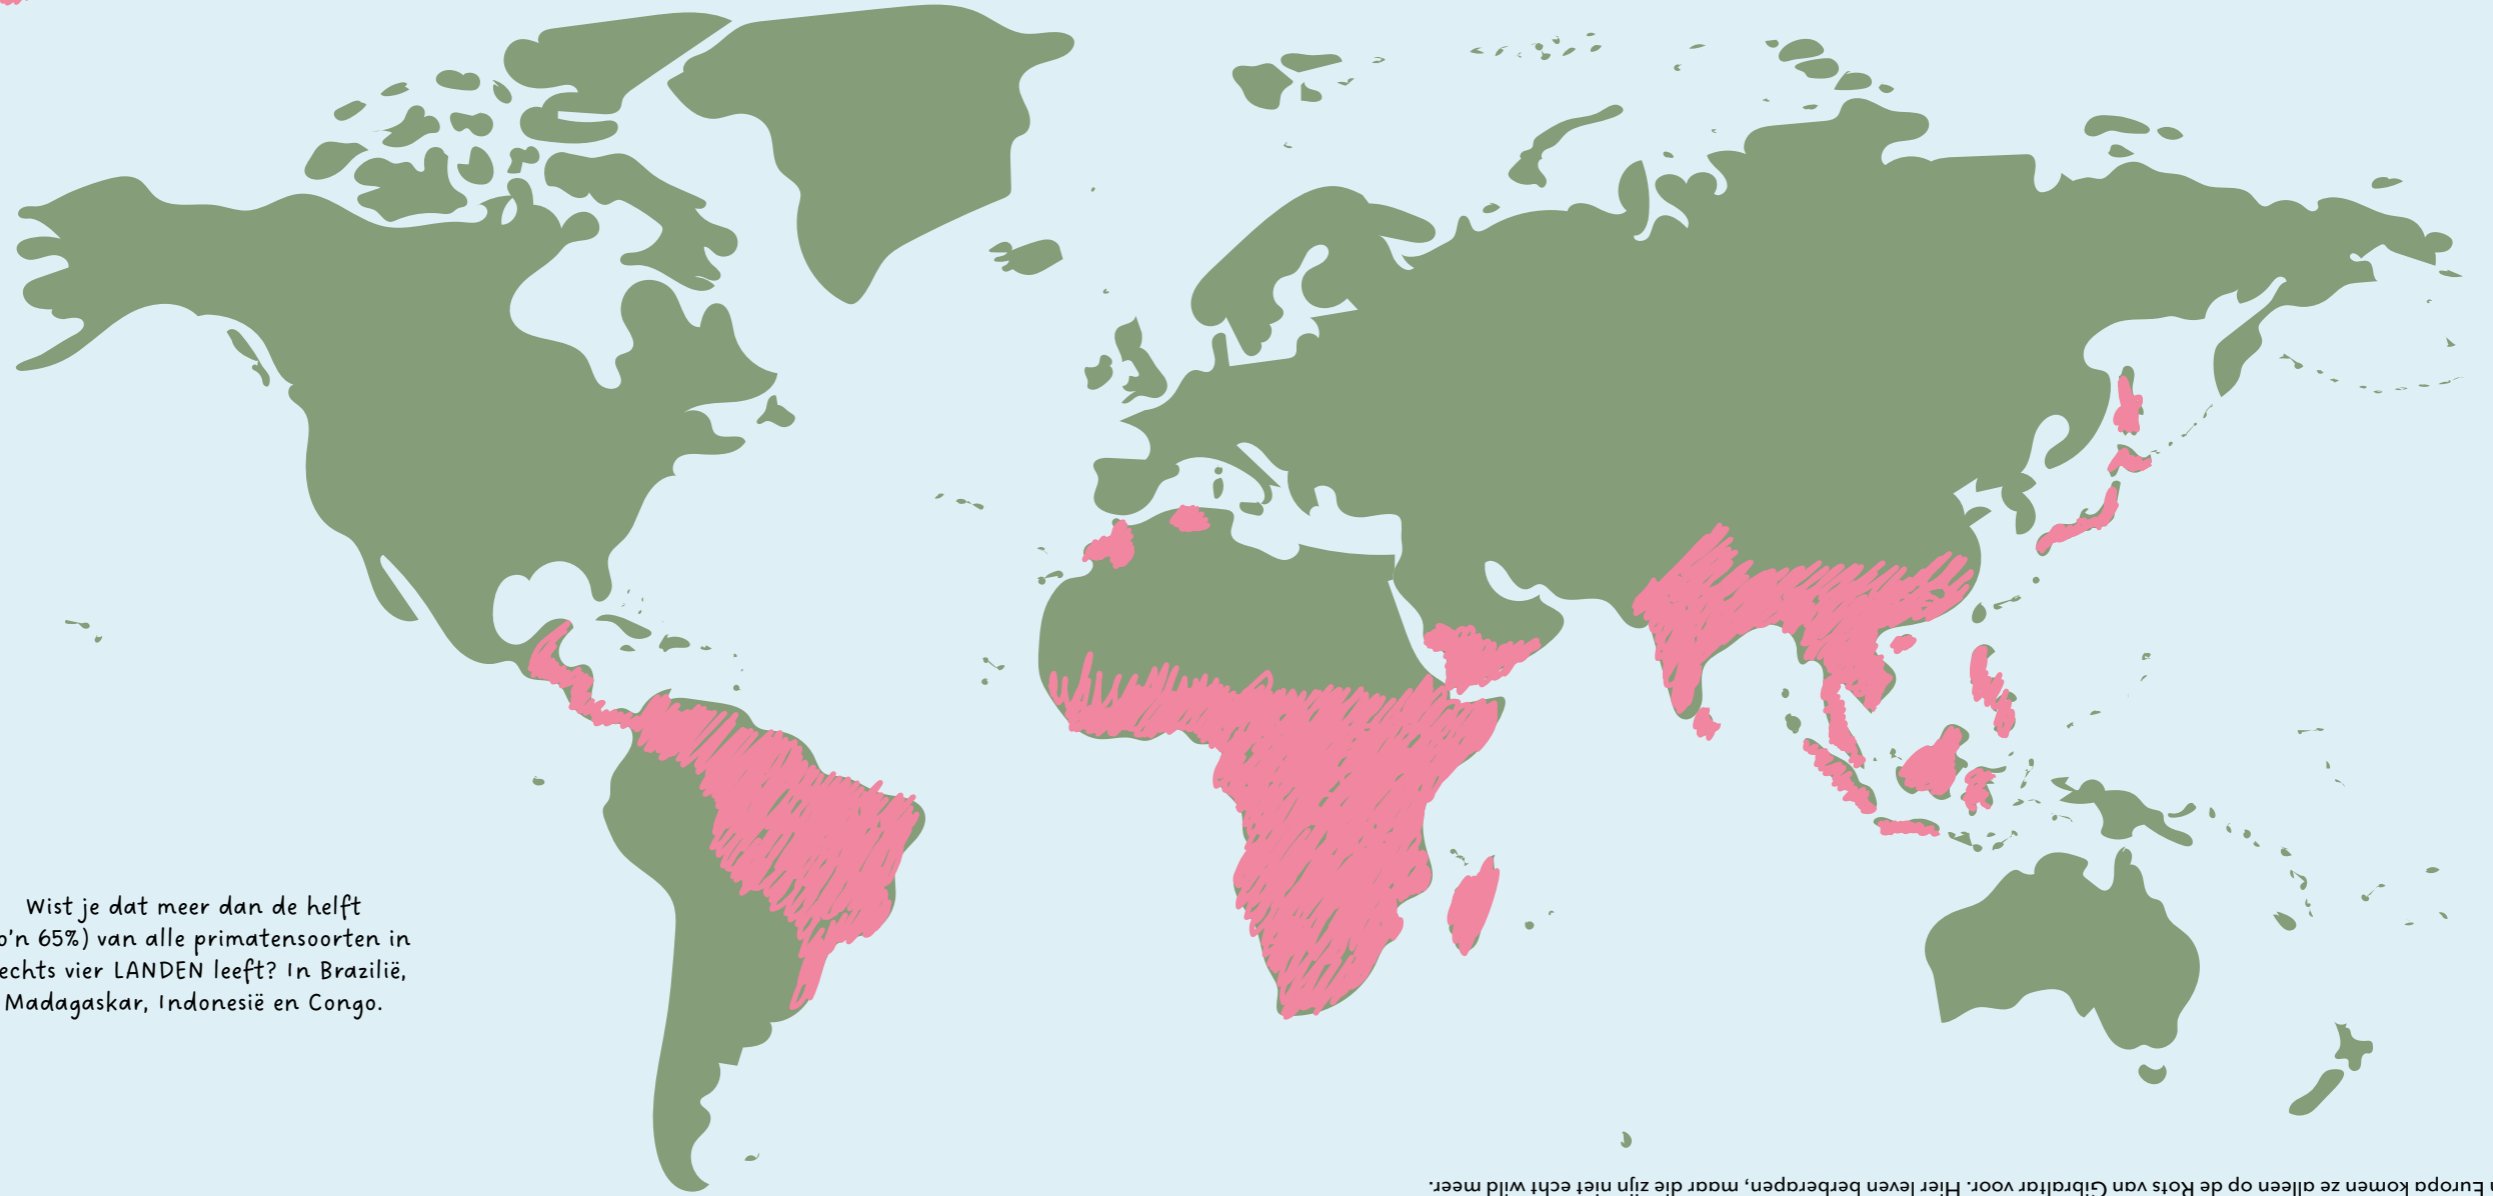 Wist je dat meer dan de helft
o'n 65%) van alle primatensoorten in
echts vier LANDEN leeft? In Brazilië,
Madagaskar, Indonesië en Congo.
Europa komen ze alleen op de Rots van Gibraltar voor. Hier leven berberapen, maar die zijn niet echt wild meer.